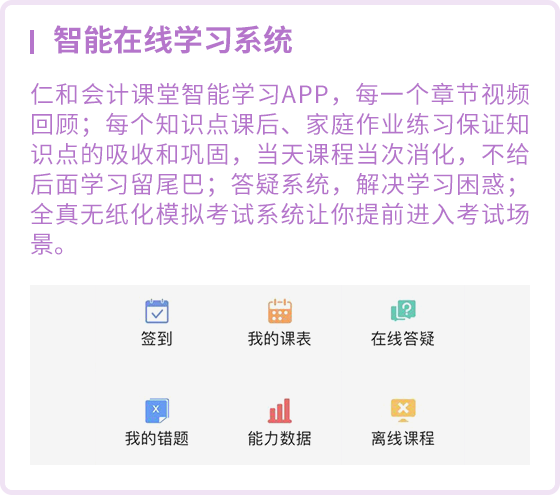 智能在线学习系统
仁和会计课堂智能学习APP，每一个章节视频
回顾；每个知识点课后、家庭作业练习保证知
识点的吸收和巩固，当天课程当次消化，不给
后面学习留尾巴；答疑系统，解决学习困惑；
全真无纸化模拟考试系统让你提前进入考试场
景。
签到 我的课表 在线答疑
我的错题 能力数据 离线课程